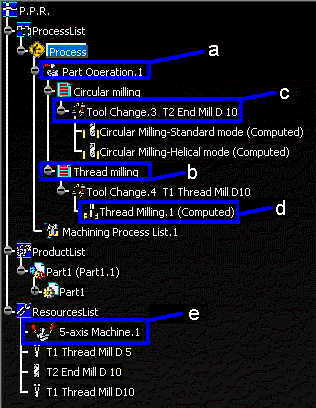 P.P.R.
ProcessList
Process
a
Part Operation.1
Circular milling
c
Tool Change.3 T2 End Mill D 10
Circular Milling-Standard mode (Computed)
Circular Milling-Helical mode (Computed)
Thread milling
b
Tool Change.4 T1 Thread Mill D10
d
Thread Milling.1 (Computed)
Machining Process List.1
ProductList
Part1 (Part1.1)
Part1
ResourcesList
e
5-axis Machine.1
T1 Thread Mill D 5
T2 End Mill D 10
T1 Thread Mill D10